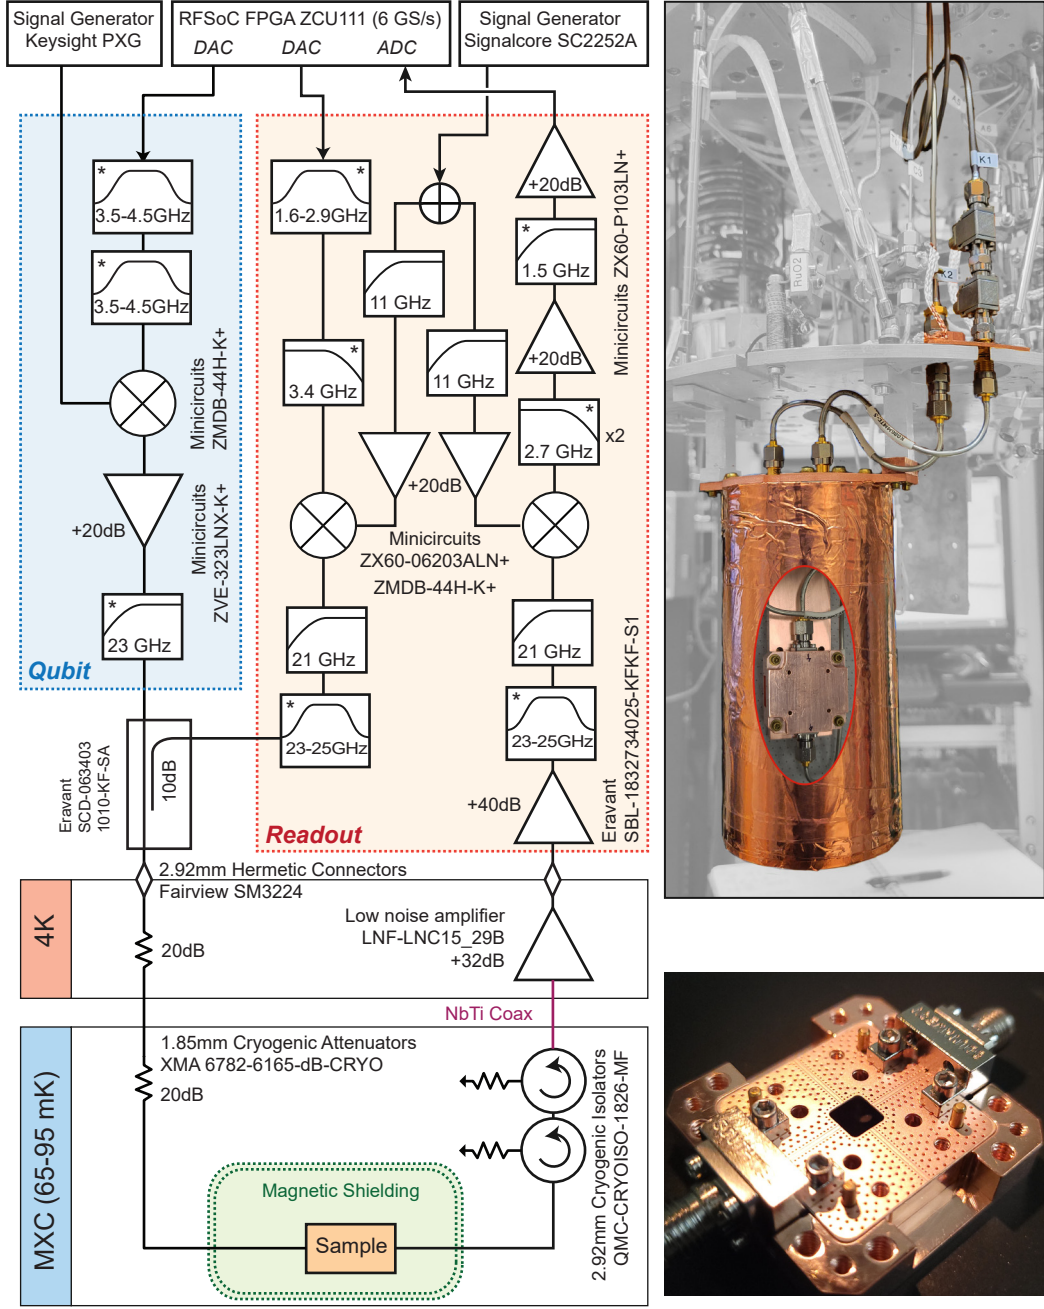 Signal Generator
Keysight PXG
RFSoC FPGA ZCU111 (6 GS/s)
DAC
DAC
ADC
Signal Generator
Signalcore SC2252A
*
3.5-4.5GHz
*
3.5-4.5GHz
Minicircuits
ZMDB-44H-K+
+20dB
Minicircuits
ZVE-323LNX-K+
*
23 GHz
Qubit
*
1.6-2.9GHz
*
3.4 GHz
11 GHz
11 GHz
+20dB
Minicircuits
ZX60-06203ALN+
ZMDB-44H-K+
21 GHz
*
23-25GHz
Readout
+20dB
*
1.5 GHz
+20dB
Minicircuits ZX60-P103LN+
*
2.7 GHz
x2
21 GHz
*
23-25GHz
+40dB
Eravant
SBL-1832734025-KFKF-S1
Eravant
SCD-063403
1010-KF-SA
10dB
2.92mm Hermetic Connectors
Fairview SM3224
4K
20dB
Low noise amplifier
LNF-LNC15_29B
+32dB
NbTi Coax
MXC (65-95 mK)
1.85mm Cryogenic Attenuators
XMA 6782-6165-dB-CRYO
20dB
2.92mm Cryogenic Isolators
QMC-CRYOISO-1826-MF
Magnetic Shielding
Sample
K1
K2
RuO2
A6